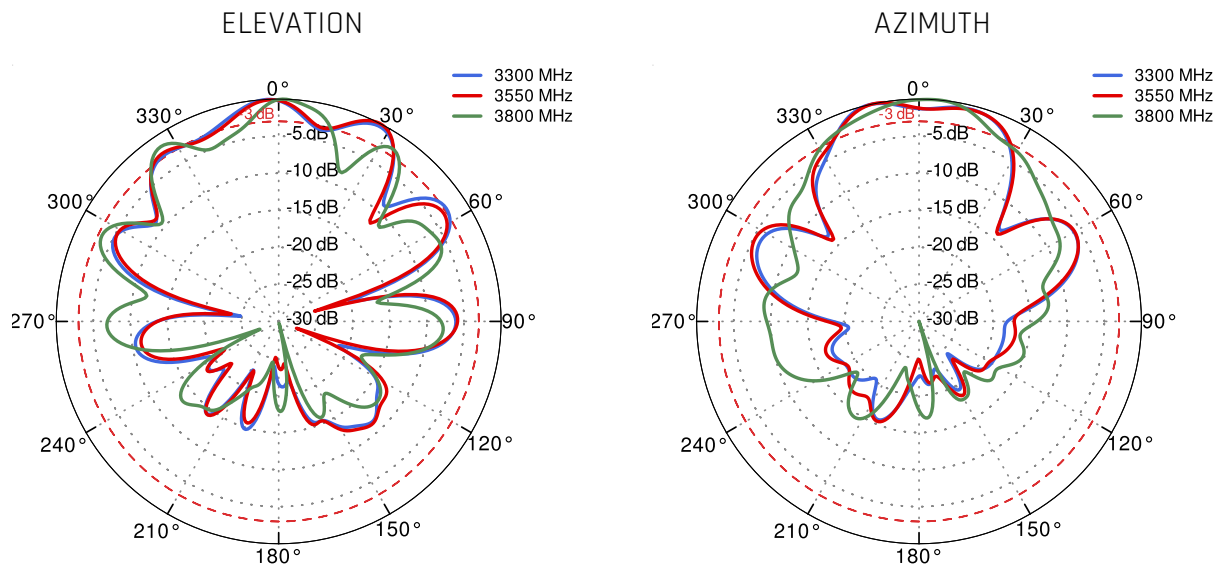 ELEVATION
3300 MHz
3550 MHz
3800 MHz
0°
30°
60°
90°
120°
150°
180°
210°
240°
270°
300°
330°
-3 dB
-5 dB
-10 dB
-15 dB
-20 dB
-25 dB
-30 dB
AZIMUTH
3300 MHz
3550 MHz
3800 MHz
0°
30°
60°
90°
120°
150°
180°
210°
240°
270°
300°
330°
-3 dB
-5 dB
-10 dB
-15 dB
-20 dB
-25 dB
-30 dB